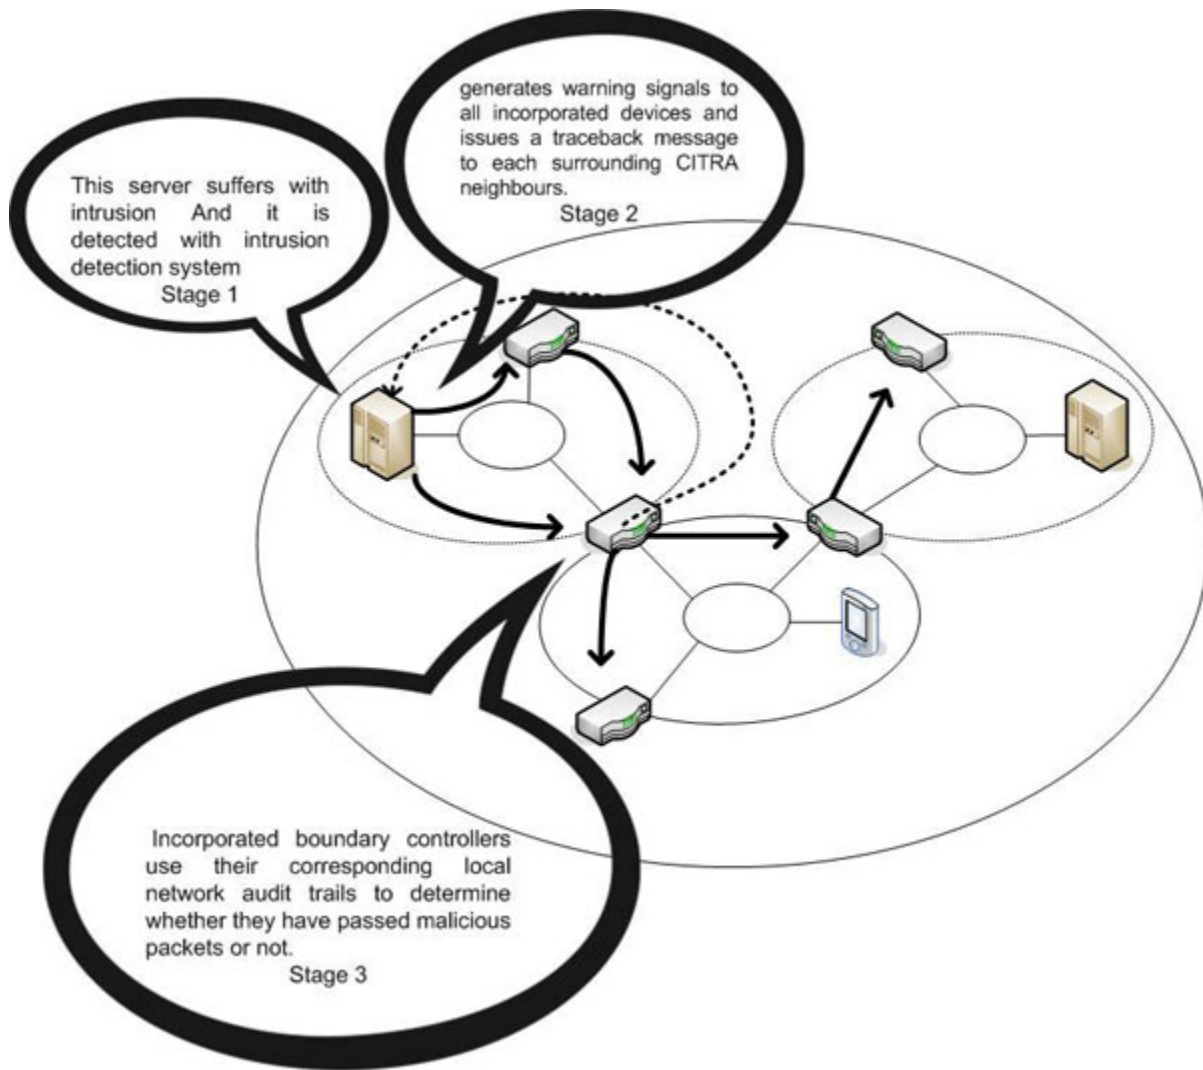 This server suffers with
intrusion And it is
detected with intrusion
detection system
Stage 1
generates warning signals to
all incorporated devices and
issues a traceback message
to each surrounding CITRA
neighbours.
Stage 2
Incorporated boundary controllers
use their corresponding local
network audit trails to determine
whether they have passed malicious
packets or not.
Stage 3